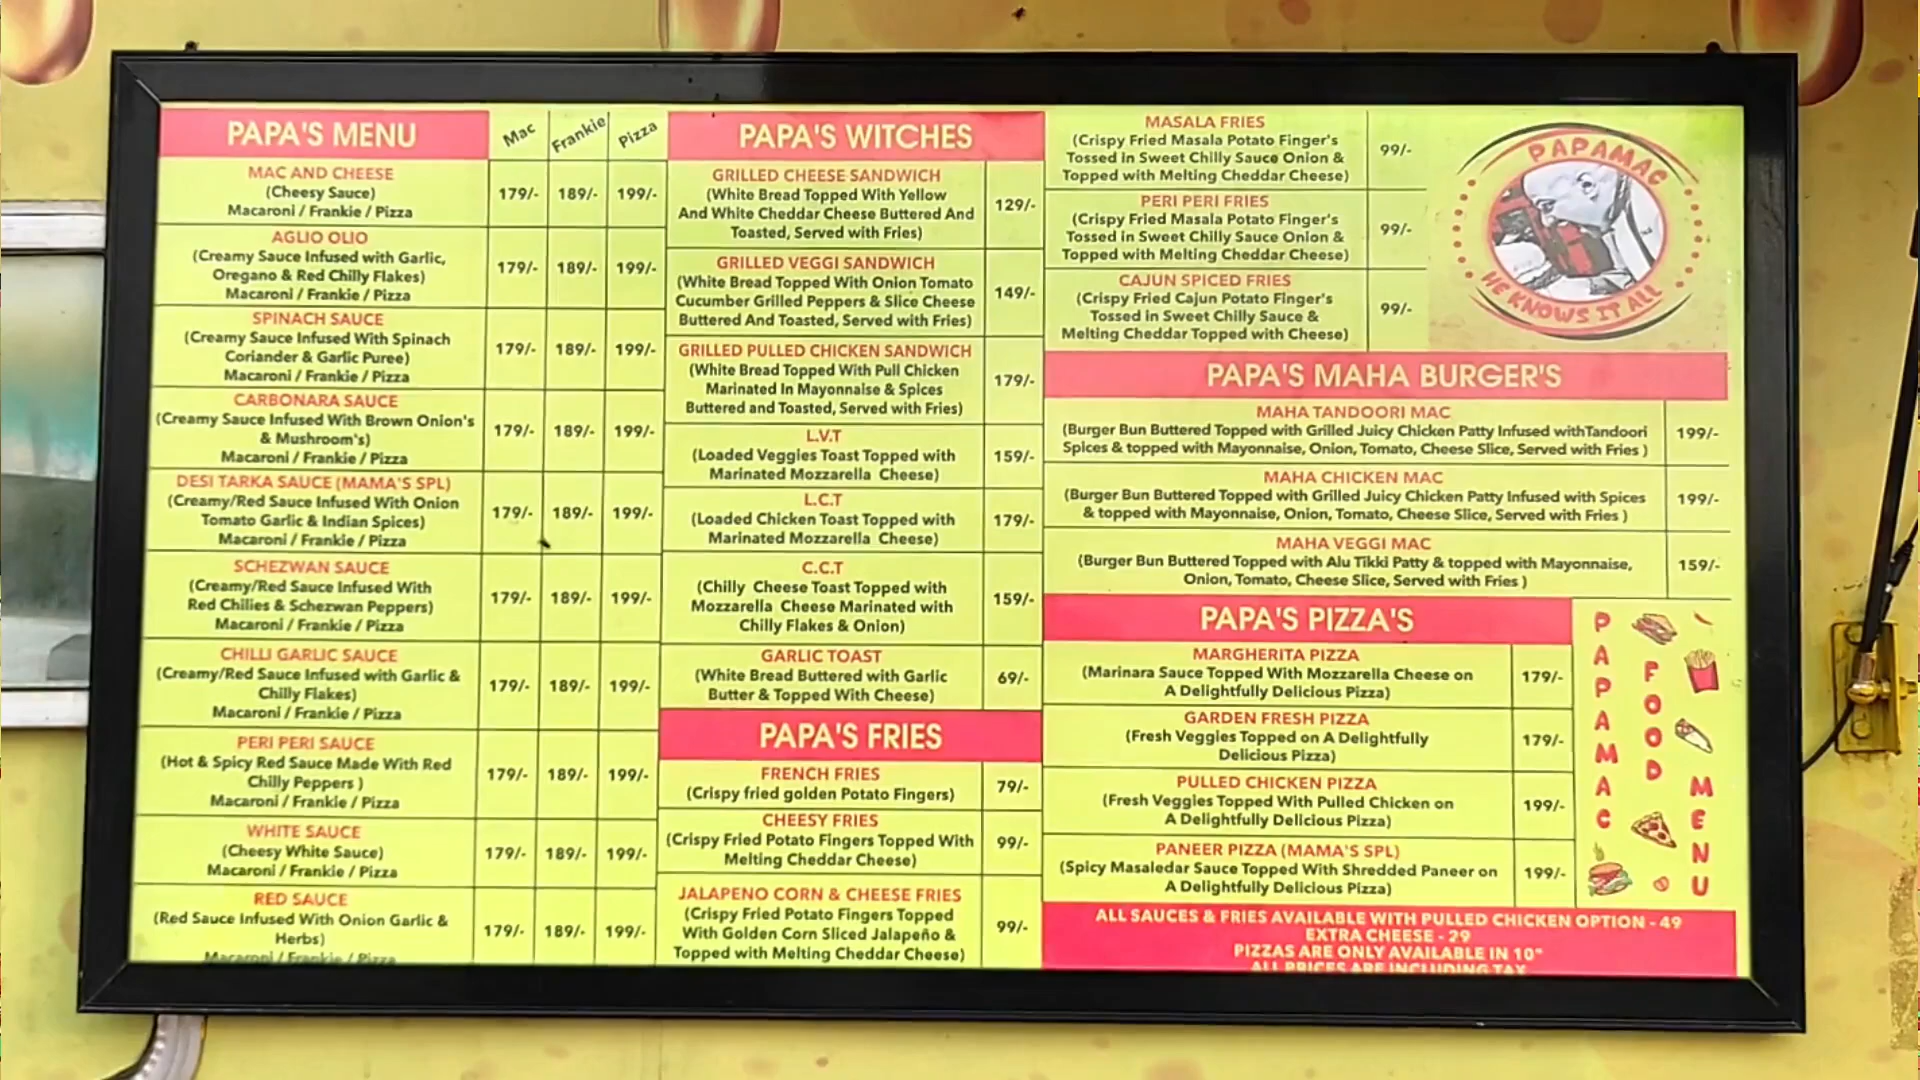 PAPA'S MENU
Mac Frankie Pizza
MAC AND CHEESE
(Cheesy Sauce)
Macaroni / Frankie / Pizza
179/- 189/- 199/-
AGLIO OLIO
(Creamy Sauce Infused with Garlic,
Oregano & Red Chilly Flakes)
Macaroni / Frankie / Pizza
179/- 189/- 199/-
SPINACH SAUCE
(Creamy Sauce Infused With Spinach
Coriander & Garlic Puree)
Macaroni / Frankie / Pizza
179/- 189/- 199/-
CARBONARA SAUCE
(Creamy Sauce Infused With Brown Onion's
& Mushroom's)
Macaroni / Frankie / Pizza
179/- 189/- 199/-
DESI TARKA SAUCE (MAMA'S SPL)
(Creamy/Red Sauce Infused With Onion
Tomato Garlic & Indian Spices)
Macaroni / Frankie / Pizza
179/- 189/- 199/-
SCHEZWAN SAUCE
(Creamy/Red Sauce Infused With
Red Chilies & Schezwan Peppers)
Macaroni / Frankie / Pizza
179/- 189/- 199/-
CHILLI GARLIC SAUCE
(Creamy/Red Sauce Infused with Garlic &
Chilly Flakes)
Macaroni / Frankie / Pizza
179/- 189/- 199/-
PERI PERI SAUCE
(Hot & Spicy Red Sauce Made With Red
Chilly Peppers )
Macaroni / Frankie / Pizza
179/- 189/- 199/-
WHITE SAUCE
(Cheesy White Sauce)
Macaroni / Frankie / Pizza
179/- 189/- 199/-
RED SAUCE
(Red Sauce Infused With Onion Garlic &
Herbs)
Macaroni / Frankie / Pizza
179/- 189/- 199/-
PAPA'S WITCHES
GRILLED CHEESE SANDWICH
(White Bread Topped With Yellow
And White Cheddar Cheese Buttered And
Toasted, Served with Fries)
129/-
GRILLED VEGGI SANDWICH
(White Bread Topped With Onion Tomato
Cucumber Grilled Peppers & Slice Cheese
Buttered And Toasted, Served with Fries)
149/-
GRILLED PULLED CHICKEN SANDWICH
(White Bread Topped With Pull Chicken
Marinated In Mayonnaise & Spices
Buttered and Toasted, Served with Fries)
179/-
L.V.T
(Loaded Veggies Toast Topped with
Marinated Mozzarella Cheese)
159/-
L.C.T
(Loaded Chicken Toast Topped with
Marinated Mozzarella Cheese)
179/-
C.C.T
(Chilly Cheese Toast Topped with
Mozzarella Cheese Marinated with
Chilly Flakes & Onion)
159/-
GARLIC TOAST
(White Bread Buttered with Garlic
Butter & Topped With Cheese)
69/-
PAPA'S FRIES
FRENCH FRIES
(Crispy fried golden Potato Fingers)
79/-
CHEESY FRIES
(Crispy Fried Potato Fingers Topped With
Melting Cheddar Cheese)
99/-
JALAPENO CORN & CHEESE FRIES
(Crispy Fried Potato Fingers Topped
With Golden Corn Sliced Jalapeño &
Topped with Melting Cheddar Cheese)
99/-
MASALA FRIES
(Crispy Fried Masala Potato Finger's
Tossed in Sweet Chilly Sauce Onion &
Topped with Melting Cheddar Cheese)
99/-
PERI PERI FRIES
(Crispy Fried Masala Potato Finger's
Tossed in Sweet Chilly Sauce Onion &
Topped with Melting Cheddar Cheese)
99/-
CAJUN SPICED FRIES
(Crispy Fried Cajun Potato Finger's
Tossed in Sweet Chilly Sauce &
Melting Cheddar Topped with Cheese)
99/-
PAPAMAC
HE KNOWS IT ALL
PAPA'S MAHA BURGER'S
MAHA TANDOORI MAC
(Burger Bun Buttered Topped with Grilled Juicy Chicken Patty Infused withTandoori
Spices & topped with Mayonnaise, Onion, Tomato, Cheese Slice, Served with Fries )
199/-
MAHA CHICKEN MAC
(Burger Bun Buttered Topped with Grilled Juicy Chicken Patty Infused with Spices
& topped with Mayonnaise, Onion, Tomato, Cheese Slice, Served with Fries )
199/-
MAHA VEGGI MAC
(Burger Bun Buttered Topped with Alu Tikki Patty & topped with Mayonnaise,
Onion, Tomato, Cheese Slice, Served with Fries )
159/-
PAPA'S PIZZA'S
MARGHERITA PIZZA
(Marinara Sauce Topped With Mozzarella Cheese on
A Delightfully Delicious Pizza)
179/-
GARDEN FRESH PIZZA
(Fresh Veggies Topped on A Delightfully
Delicious Pizza)
179/-
PULLED CHICKEN PIZZA
(Fresh Veggies Topped With Pulled Chicken on
A Delightfully Delicious Pizza)
199/-
PANEER PIZZA (MAMA'S SPL)
(Spicy Masaledar Sauce Topped With Shredded Paneer on
A Delightfully Delicious Pizza)
199/-
PAPAMAC
FOOD
MENU
ALL SAUCES & FRIES AVAILABLE WITH PULLED CHICKEN OPTION - 49
EXTRA CHEESE - 29
PIZZAS ARE ONLY AVAILABLE IN 10"
ALL PRICES ARE INCLUDING TAX